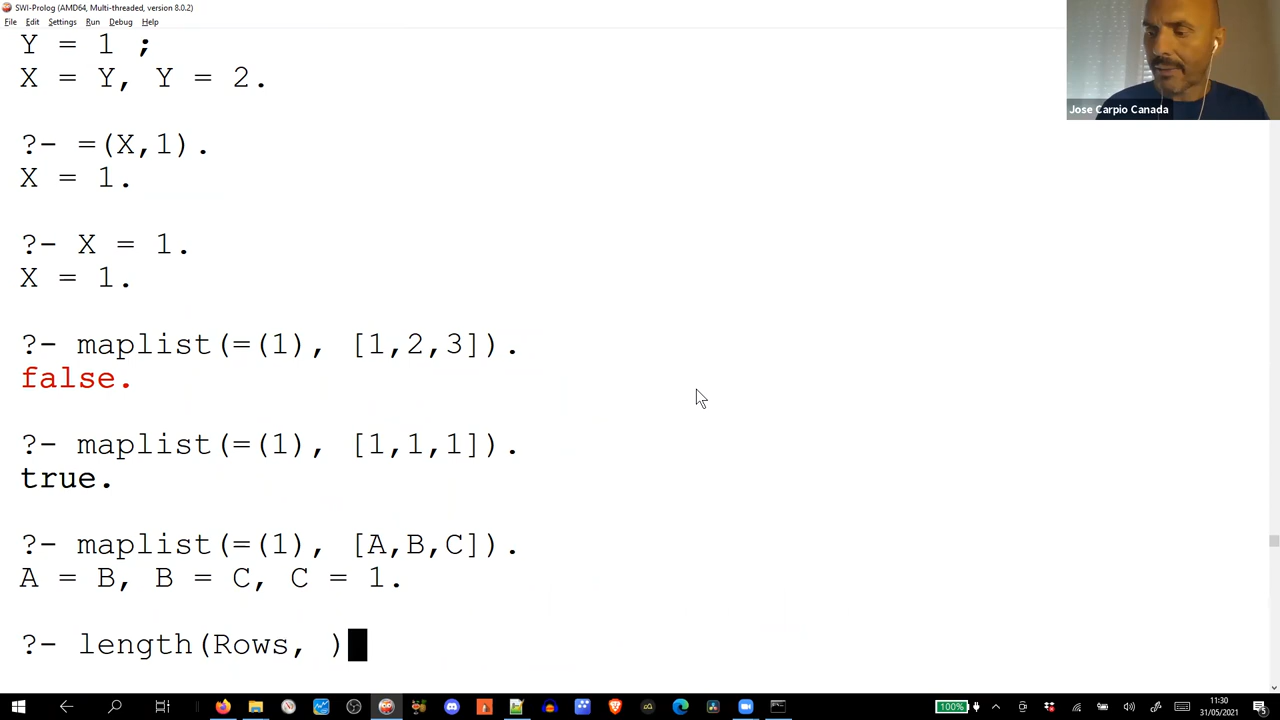 SWI-Prolog (AMD64, Multi-threaded, version 8.0.2)
File Edit Settings Run Debug Help
Y = 1 ;
X = Y, Y = 2.
?- =(X,1).
X = 1.
?- X = 1.
X = 1.
?- maplist(=(1), [1,2,3]).
false.
?- maplist(=(1), [1,1,1]).
true.
?- maplist(=(1), [A,B,C]).
A = B, B = C, C = 1.
?- length(Rows, )
Jose Carpio Canada
100%
11:30
31/05/2021